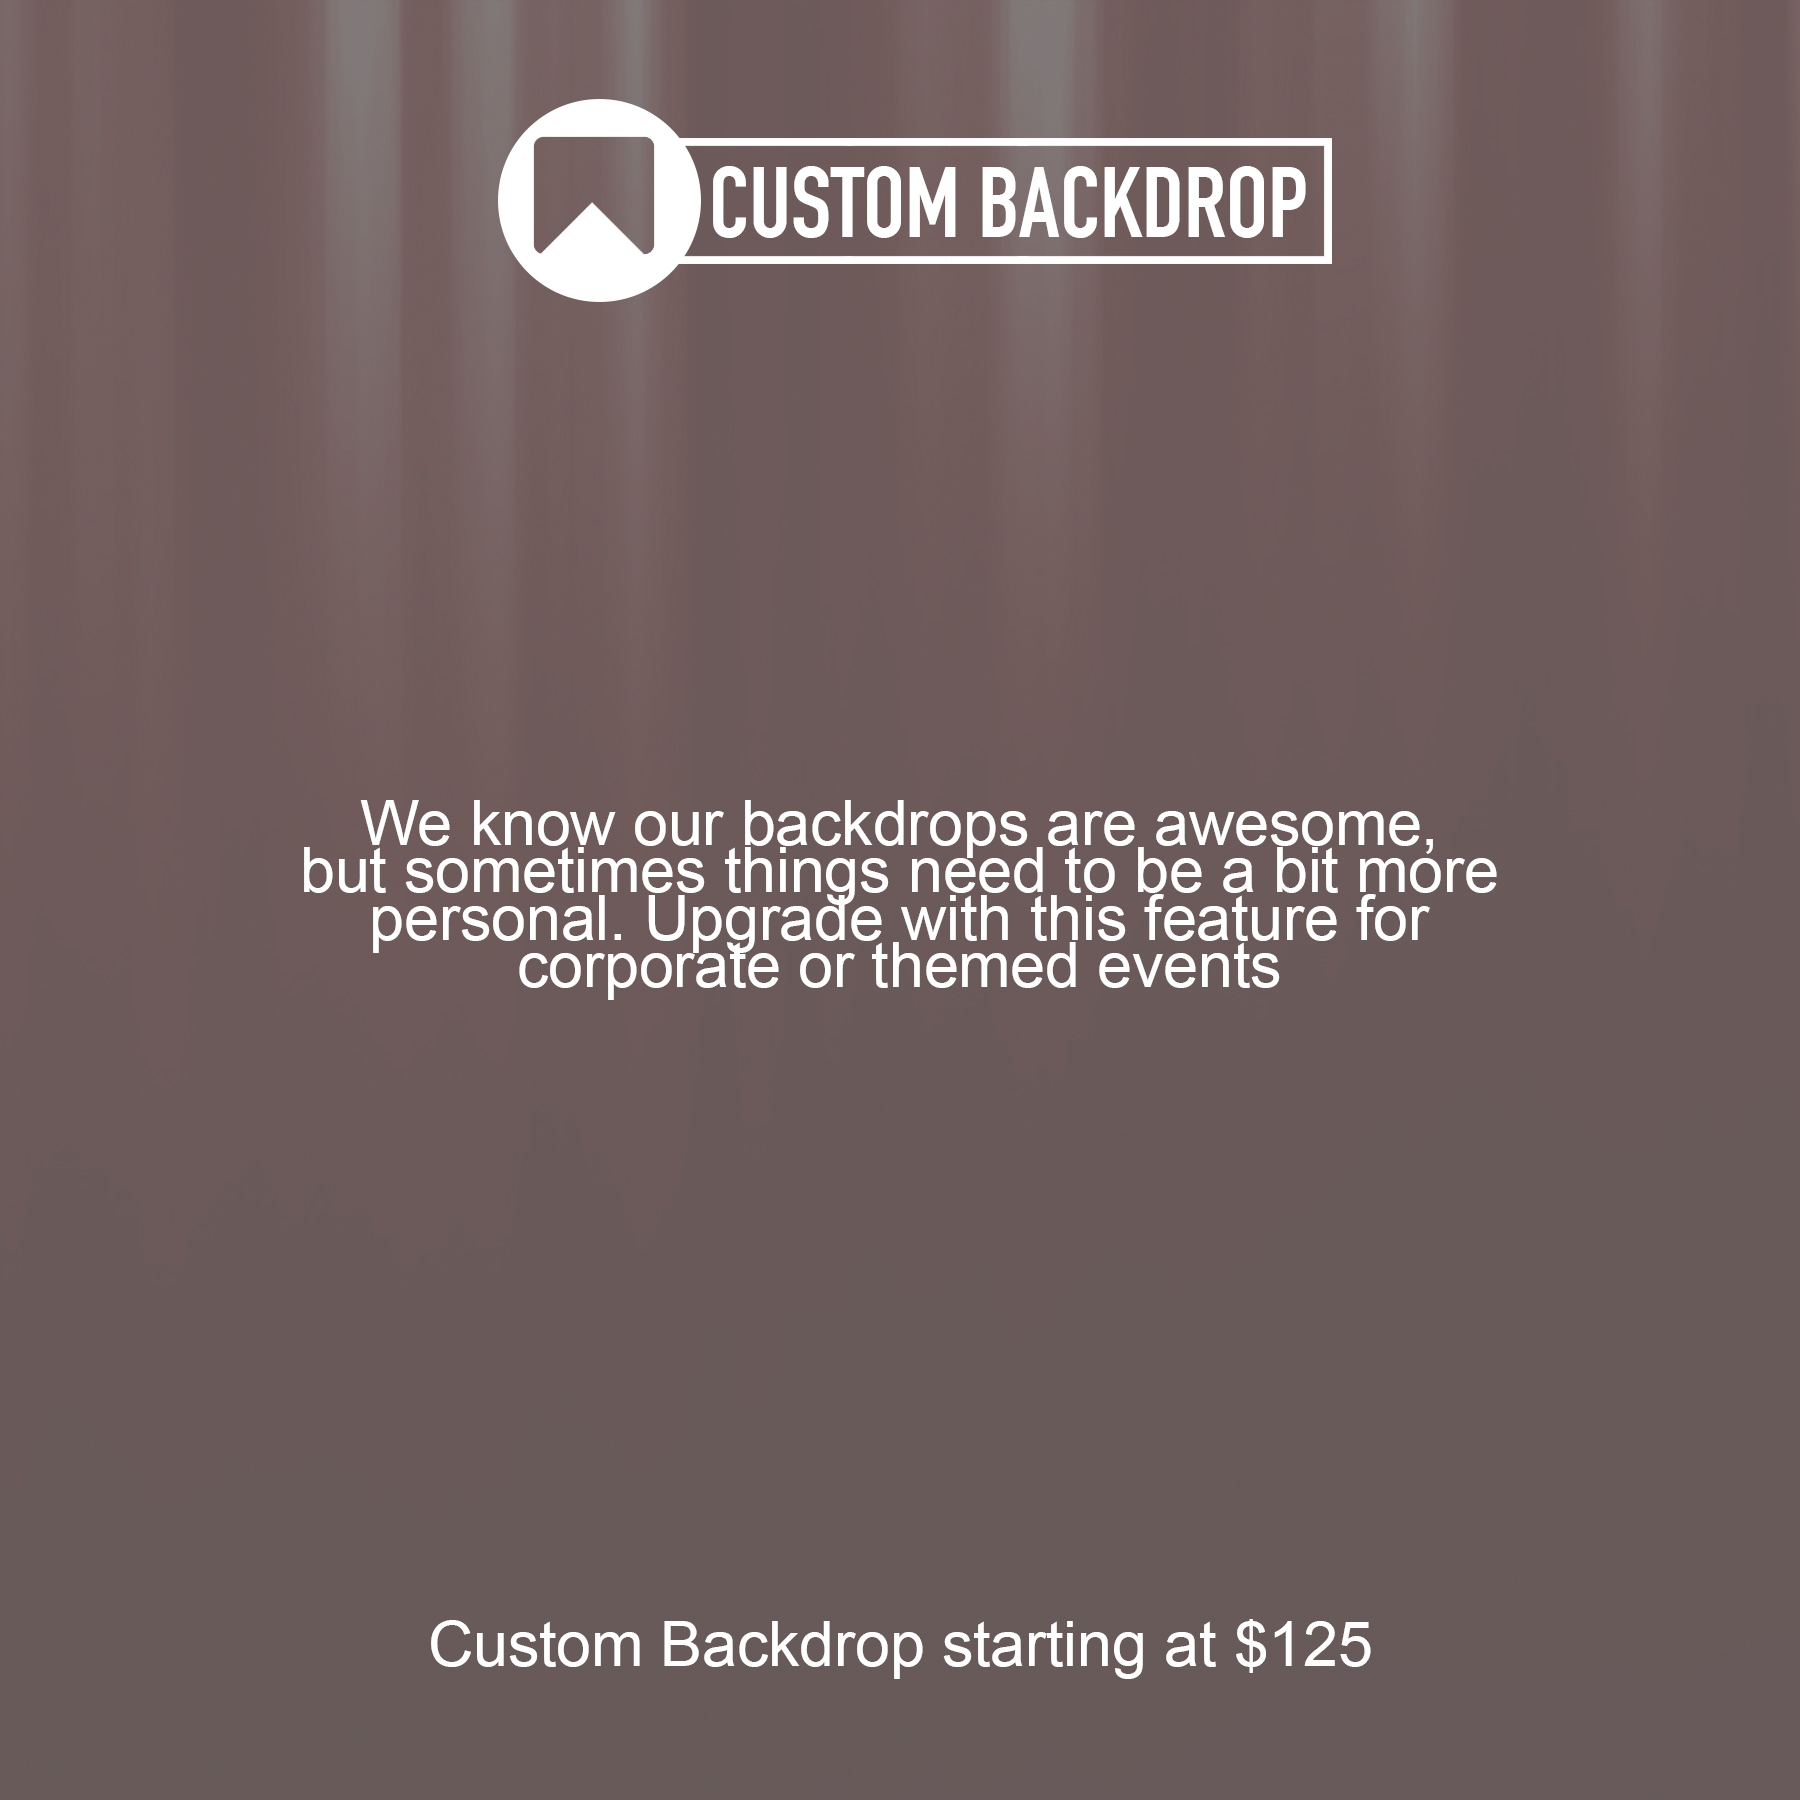 CUSTOM BACKDROP
We know our backdrops are awesome,
but sometimes things need to be a bit more
personal. Upgrade with this feature for
corporate or themed events
Custom Backdrop starting at $125